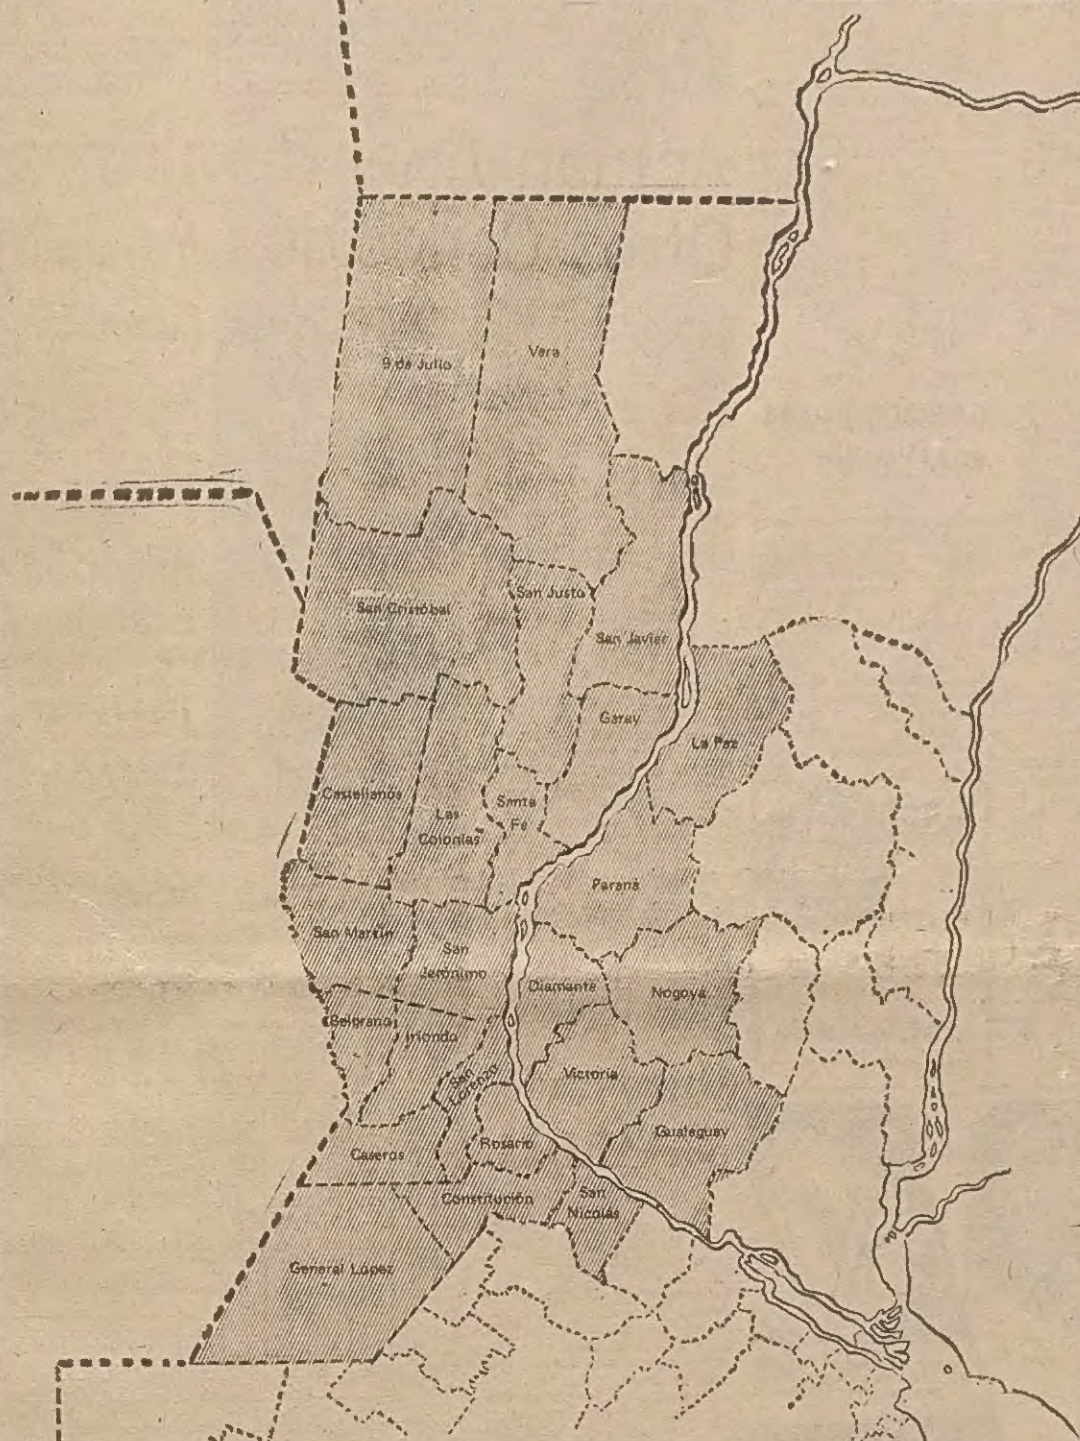 9 de Julio
Vera
San Cristóbal
San Justo
San Javier
Garay
La Paz
Castellanos
Las
Colonias
Santa
Fe
Paraná
San Martín
San
Jerónimo
Diamante
Nogoyá
Belgrano
Iriondo
San
Lorenzo
Victoria
Rosario
Gualeguay
Caseros
Constitución
San
Nicolás
General López